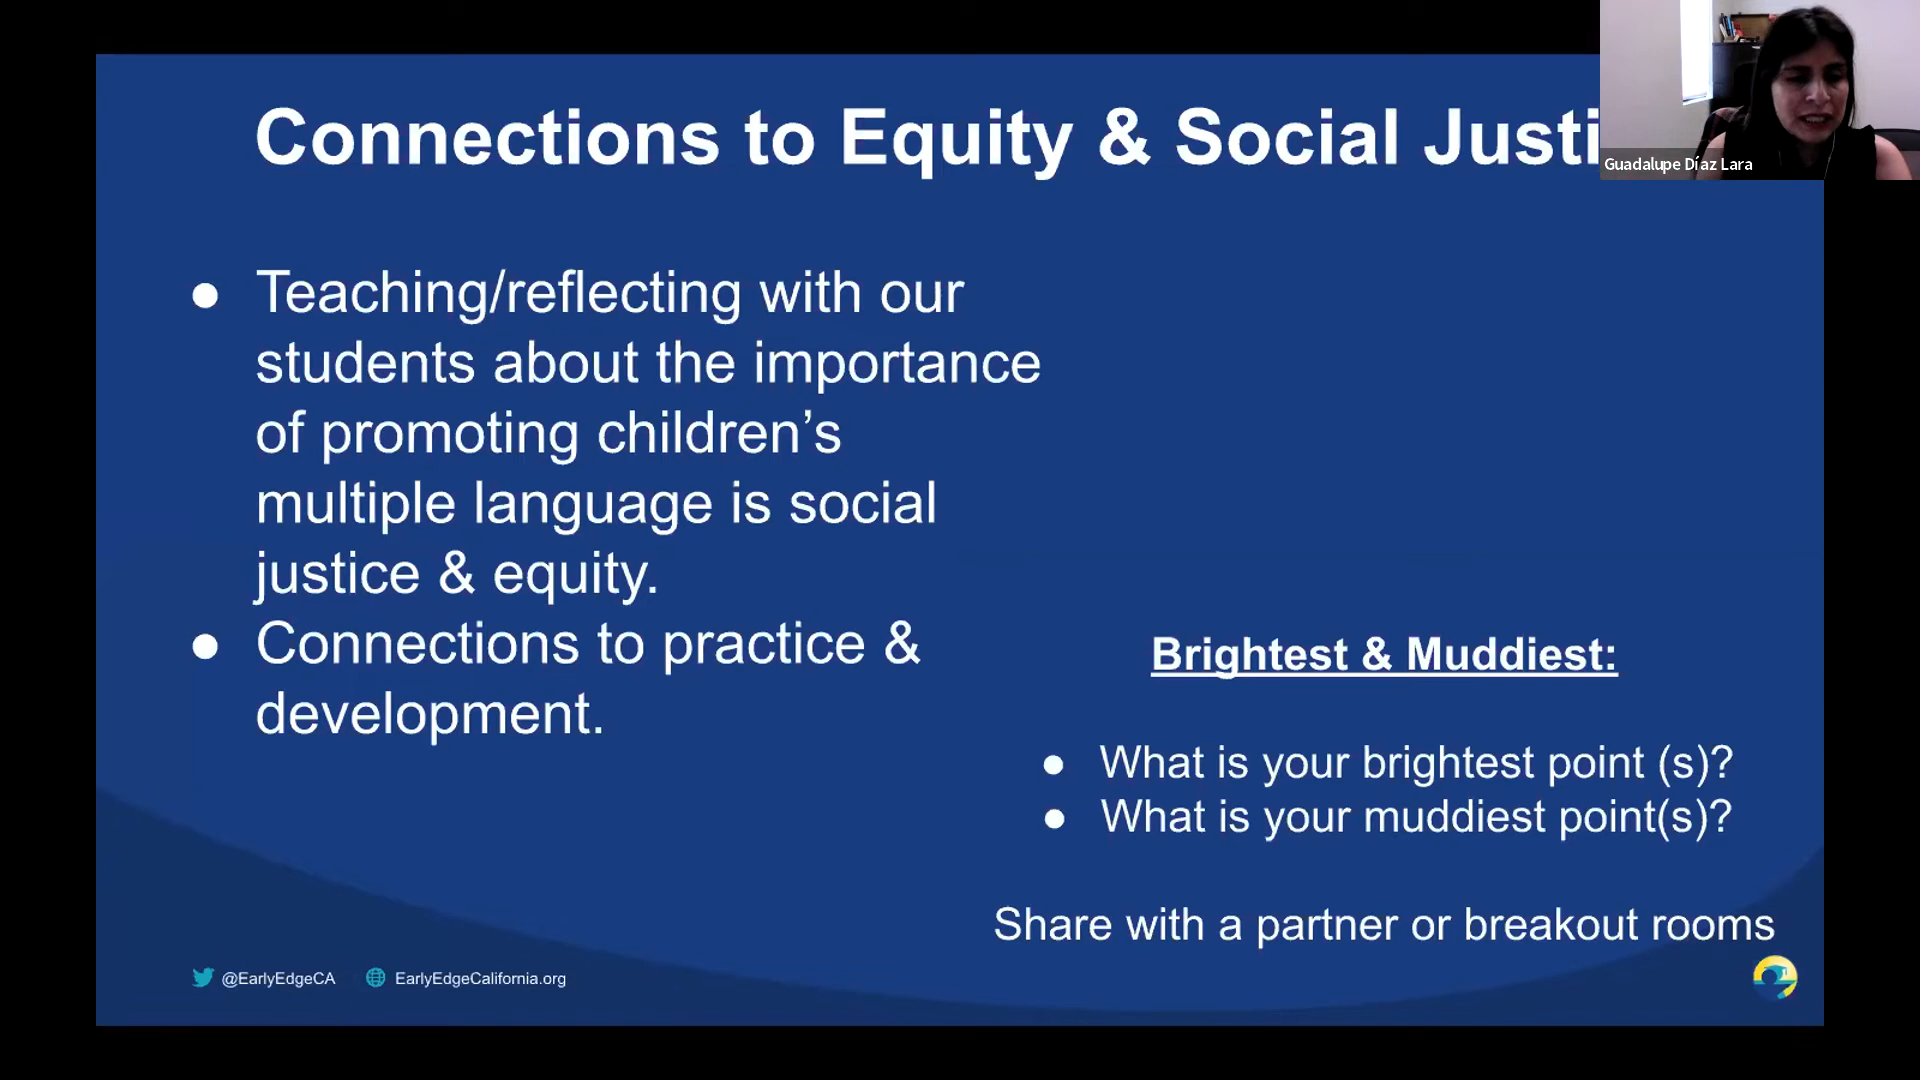 Connections to Equity & Social Justi
Guadalupe Díaz Lara
● Teaching/reflecting with our
students about the importance
of promoting children’s
multiple language is social
justice & equity.
● Connections to practice &
development.
Brightest & Muddiest:
● What is your brightest point (s)?
● What is your muddiest point(s)?
Share with a partner or breakout rooms
@EarlyEdgeCA
EarlyEdgeCalifornia.org